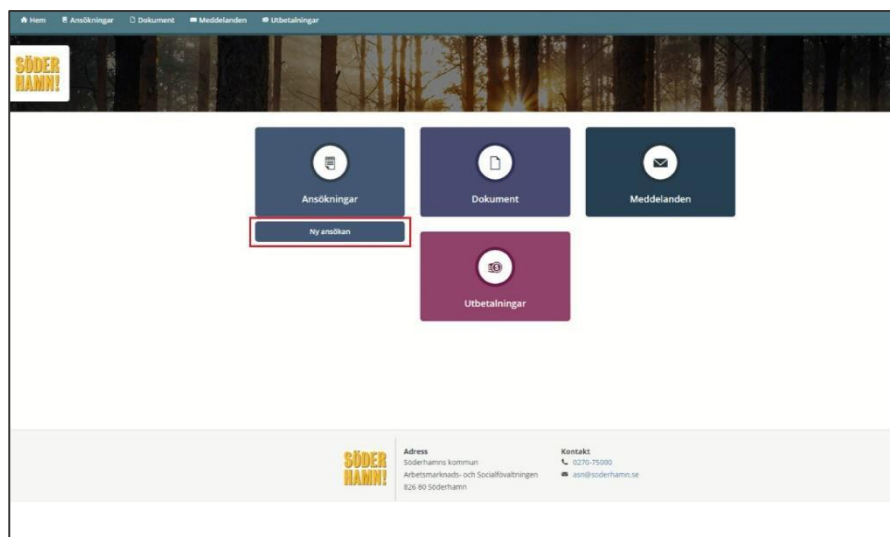 Hem Ansökningar Dokument Meddelanden Utbetalningar
SÖDER
HAMN!
Ansökningar
Dokument
Meddelanden
Ny ansökan
Utbetalningar
SÖDER
HAMN!
Adress
Söderhamns kommun
Arbetsmarknads- och Socialfövaltningen
826 80 Söderhamn
Kontakt
0270-75000
asn@soderhamn.se